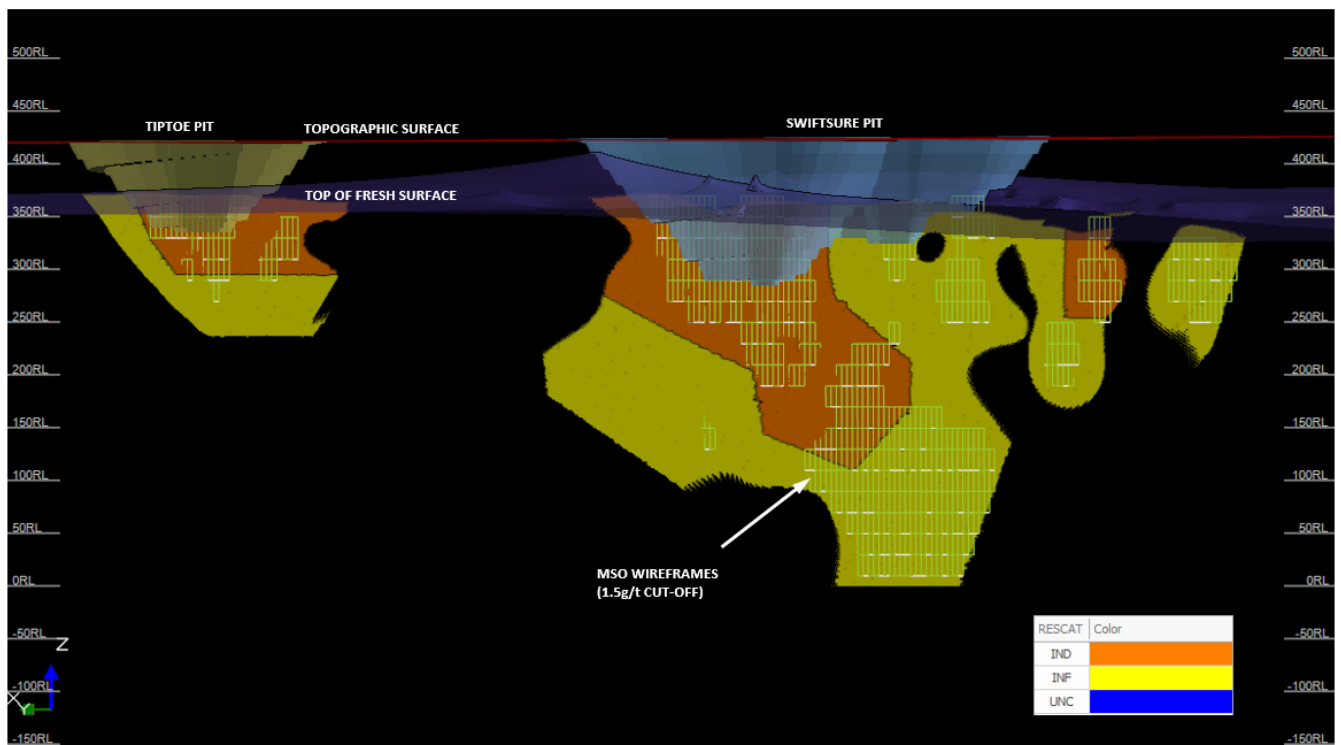 500RL
500RL
450RL
450RL
TIPTOE PIT
TOPOGRAPHIC SURFACE
SWIFTSURE PIT
400RL
400RL
TOP OF FRESH SURFACE
350RL
350RL
300RL
300RL
250RL
250RL
200RL
200RL
150RL
150RL
100RL
100RL
50RL
50RL
MSO WIREFRAMES
(1.5g/t CUT-OFF)
0RL
0RL
-50RL
-50RL
Z
RESCAT Color
IND
INF
UNC
-100RL
-100RL
X
Y
-150RL
-150RL